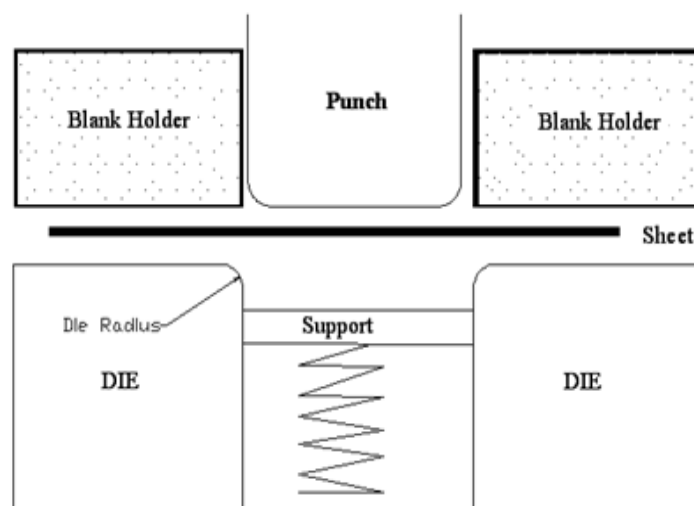 Punch
Blank Holder
Blank Holder
Sheet
Die Radius
Support
DIE
DIE